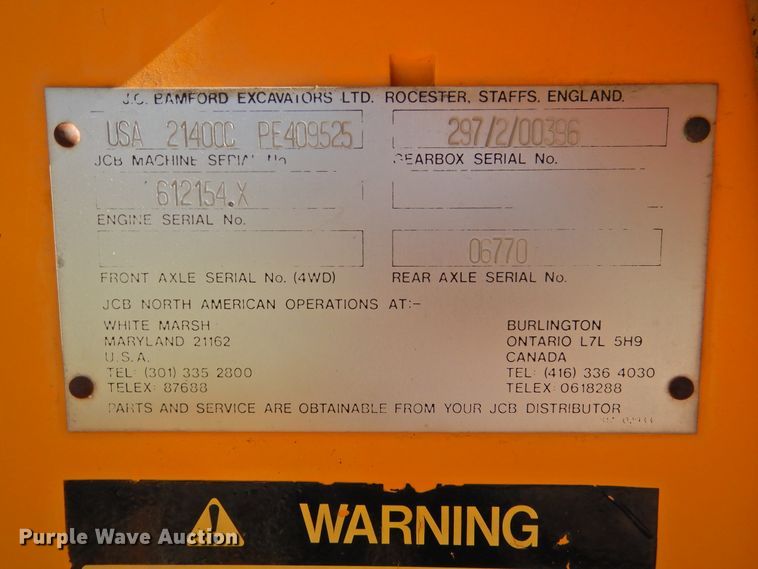 J.C. BAMFORD EXCAVATORS LTD. ROCESTER, STAFFS, ENGLAND.
USA 21400C PE409525 297/2/00396
JCB MACHINE SERIAL No GEARBOX SERIAL No.
612154.X
ENGINE SERIAL No.
06770
FRONT AXLE SERIAL No. (4WD) REAR AXLE SERIAL No.
JCB NORTH AMERICAN OPERATIONS AT:-
WHITE MARSH BURLINGTON
MARYLAND 21162 ONTARIO L7L 5H9
U.S.A. CANADA
TEL: (301) 335 2800 TEL: (416) 336 4030
TELEX: 87688 TELEX: 0618288
PARTS AND SERVICE ARE OBTAINABLE FROM YOUR JCB DISTRIBUTOR
WARNING
Purple Wave Auction